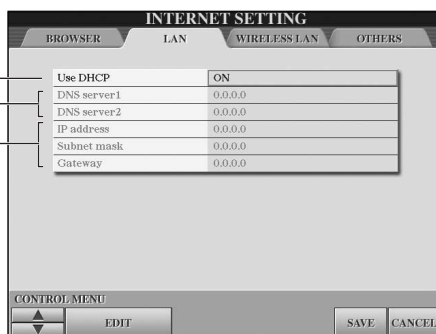 INTERNET SETTING
BROWSER LAN WIRELESS LAN OTHERS
Use DHCP ON
DNS server1 0.0.0.0
DNS server2 0.0.0.0
IP address 0.0.0.0
Subnet mask 0.0.0.0
Gateway 0.0.0.0
CONTROL MENU
EDIT SAVE CANCEL